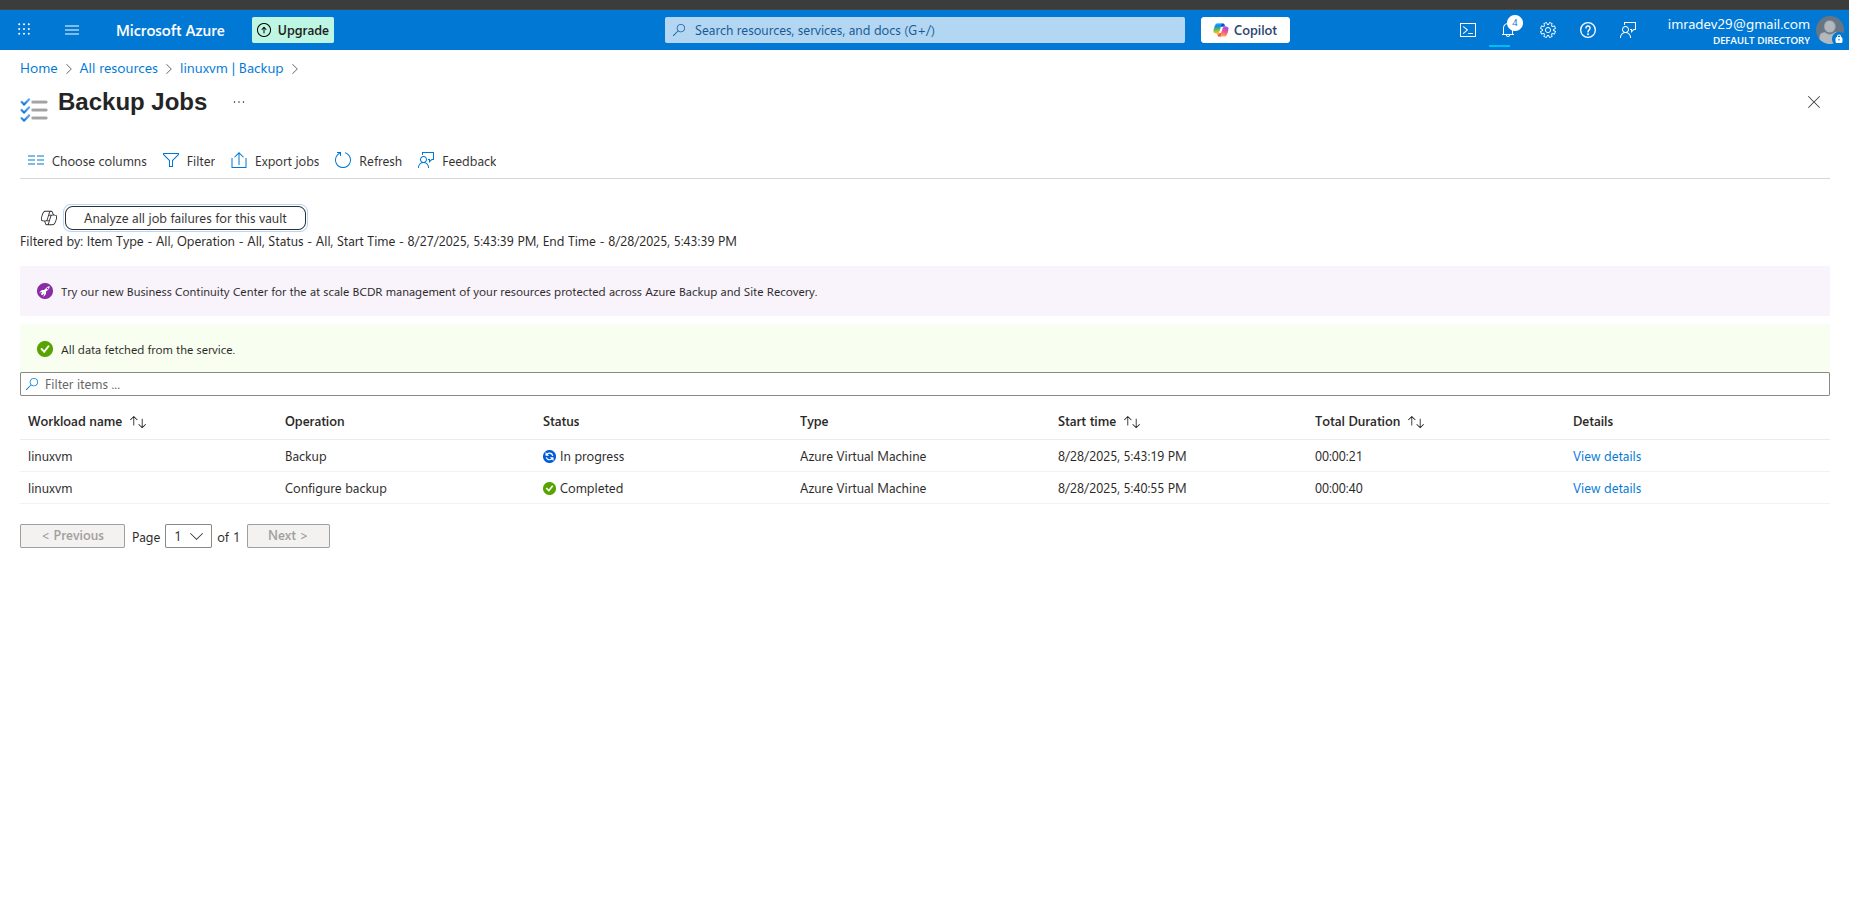 Microsoft Azure
Upgrade
Search resources, services, and docs (G+/)
Copilot
4
imradev29@gmail.com
DEFAULT DIRECTORY
Home > All resources > linuxvm | Backup >
Backup Jobs ...
Choose columns Filter Export jobs Refresh Feedback
Analyze all job failures for this vault
Filtered by: Item Type - All, Operation - All, Status - All, Start Time - 8/27/2025, 5:43:39 PM, End Time - 8/28/2025, 5:43:39 PM
Try our new Business Continuity Center for the at scale BCDR management of your resources protected across Azure Backup and Site Recovery.
All data fetched from the service.
Filter items ...
Workload name Operation Status Type Start time Total Duration Details
linuxvm Backup In progress Azure Virtual Machine 8/28/2025, 5:43:19 PM 00:00:21 View details
linuxvm Configure backup Completed Azure Virtual Machine 8/28/2025, 5:40:55 PM 00:00:40 View details
< Previous Page 1 of 1 Next >